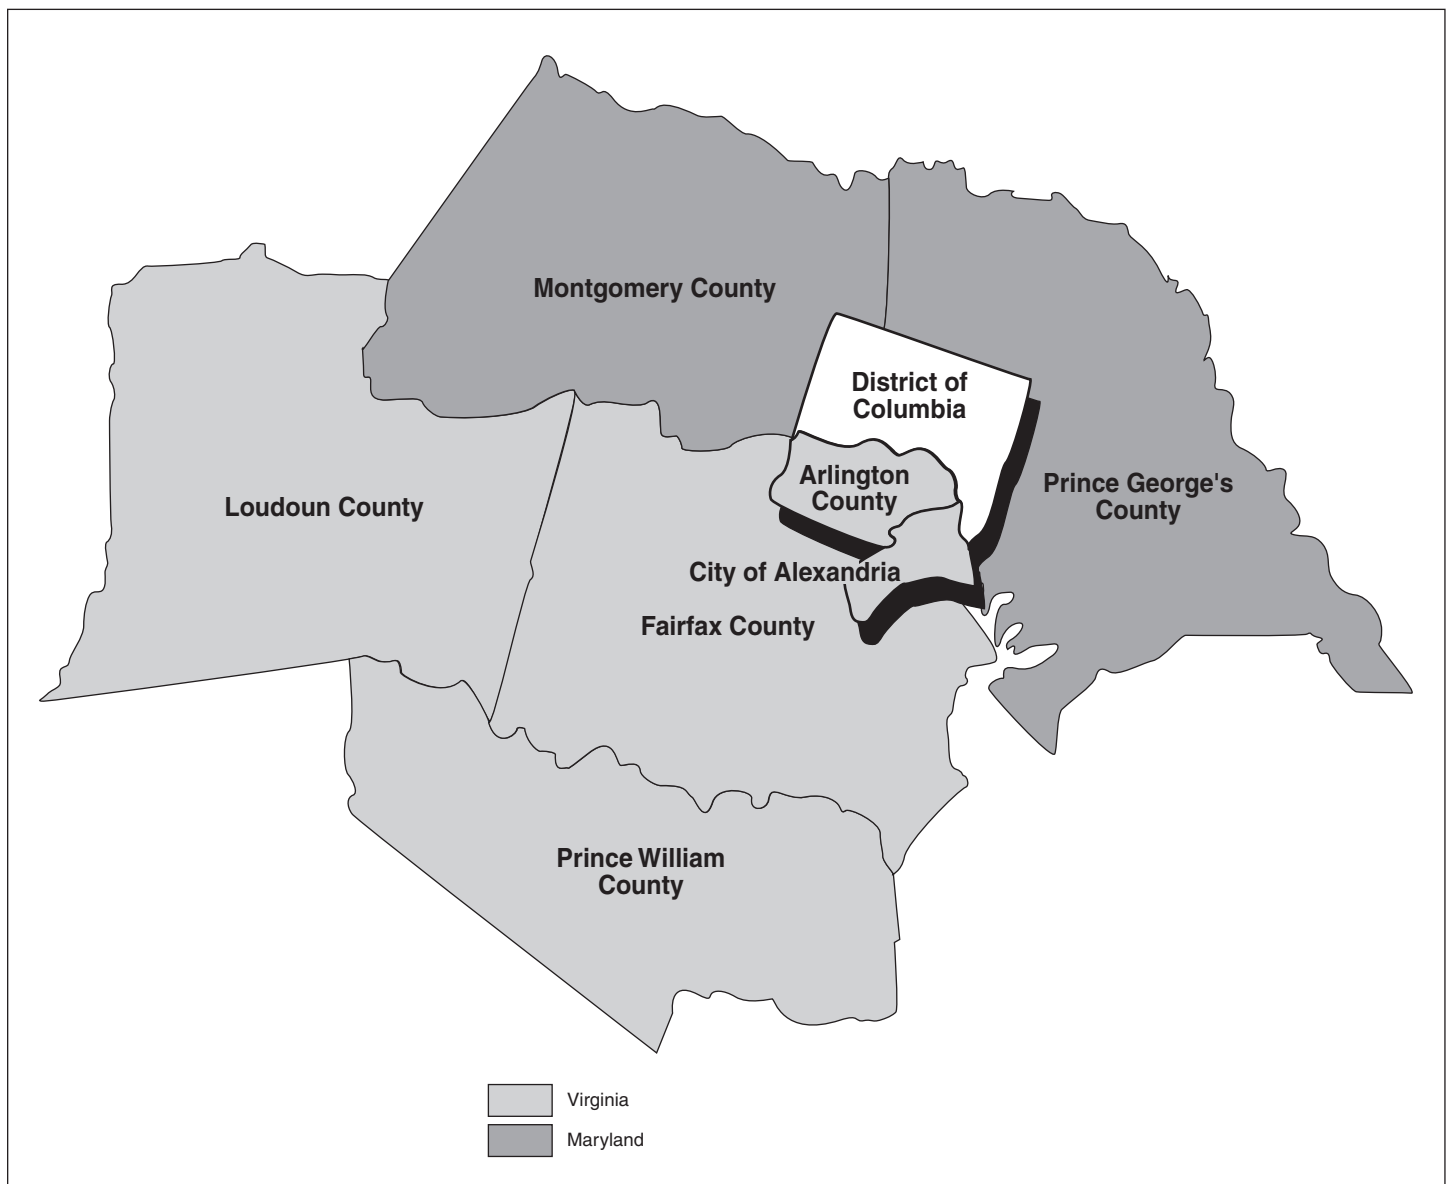 Montgomery County
District of
Columbia
Arlington
County
Prince George's
County
Loudoun County
City of Alexandria
Fairfax County
Prince William
County
Virginia
Maryland